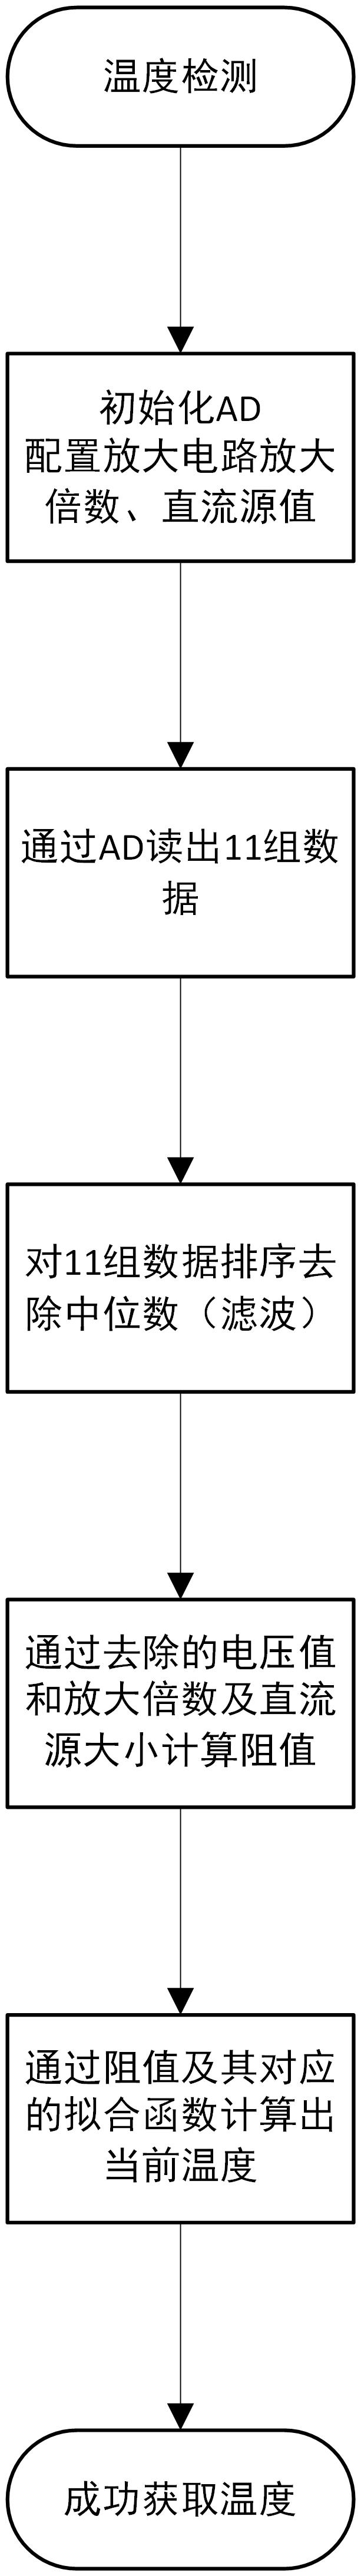 温度检测
初始化AD
配置放大电路放大
倍数、直流源值
通过AD读出11组数
据
对11组数据排序去
除中位数（滤波）
通过去除的电压值
和放大倍数及直流
源大小计算阻值
通过阻值及其对应
的拟合函数计算出
当前温度
成功获取温度